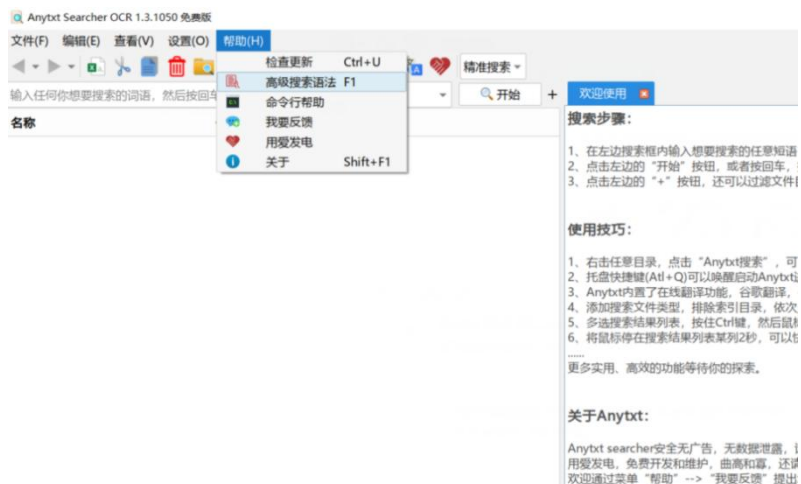 Anytxt Searcher OCR 1.3.1050 免费版
文件(F) 编辑(E) 查看(V) 设置(O) 帮助(H)
精准搜索
检查更新 Ctrl+U
高级搜索语法 F1
命令行帮助
我要反馈
用爱发电
关于 Shift+F1
输入任何你想要搜索的词语，然后按回车
开始
欢迎使用
名称
搜索步骤：
1、在左边搜索框内输入想要搜索的任意短语
2、点击左边的“开始”按钮，或者按回车，
3、点击左边的“+”按钮，还可以过滤文件
使用技巧：
1、右击任意目录，点击“Anytxt搜索”，可
2、托盘快捷键(Atl+Q)可以唤醒启动Anytxt
3、Anytxt内置了在线翻译功能，谷歌翻译，
4、添加搜索文件类型，排除索引目录，依次
5、多选搜索结果列表，按住Ctrl键，然后鼠
6、将鼠标停在搜索结果列表某列2秒，可以
......
更多实用、高效的功能等待你的探索。
关于Anytxt：
Anytxt searcher安全无广告，无数据泄露，
用爱发电，免费开发和维护，曲高和寡，还请
欢迎通过菜单“帮助”-->“我要反馈”提出